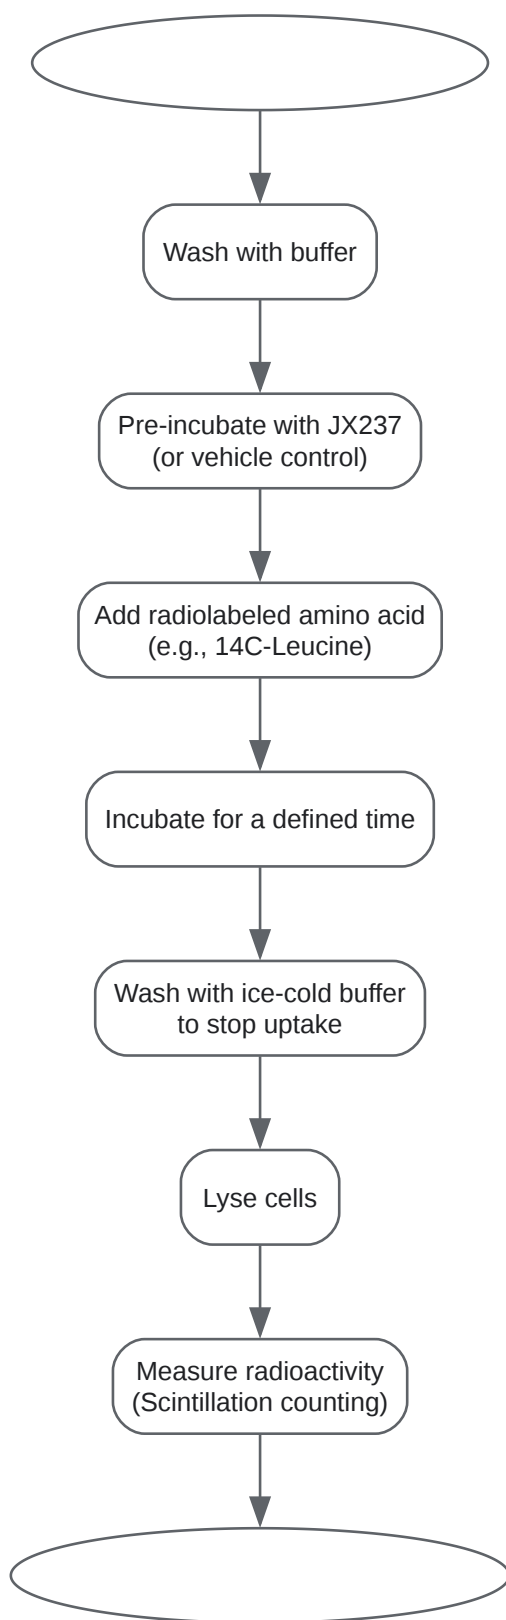 Wash with buffer
Pre-incubate with JX237
(or vehicle control)
Add radiolabeled amino acid
(e.g., 14C-Leucine)
Incubate for a defined time
Wash with ice-cold buffer
to stop uptake
Lyse cells
Measure radioactivity
(Scintillation counting)